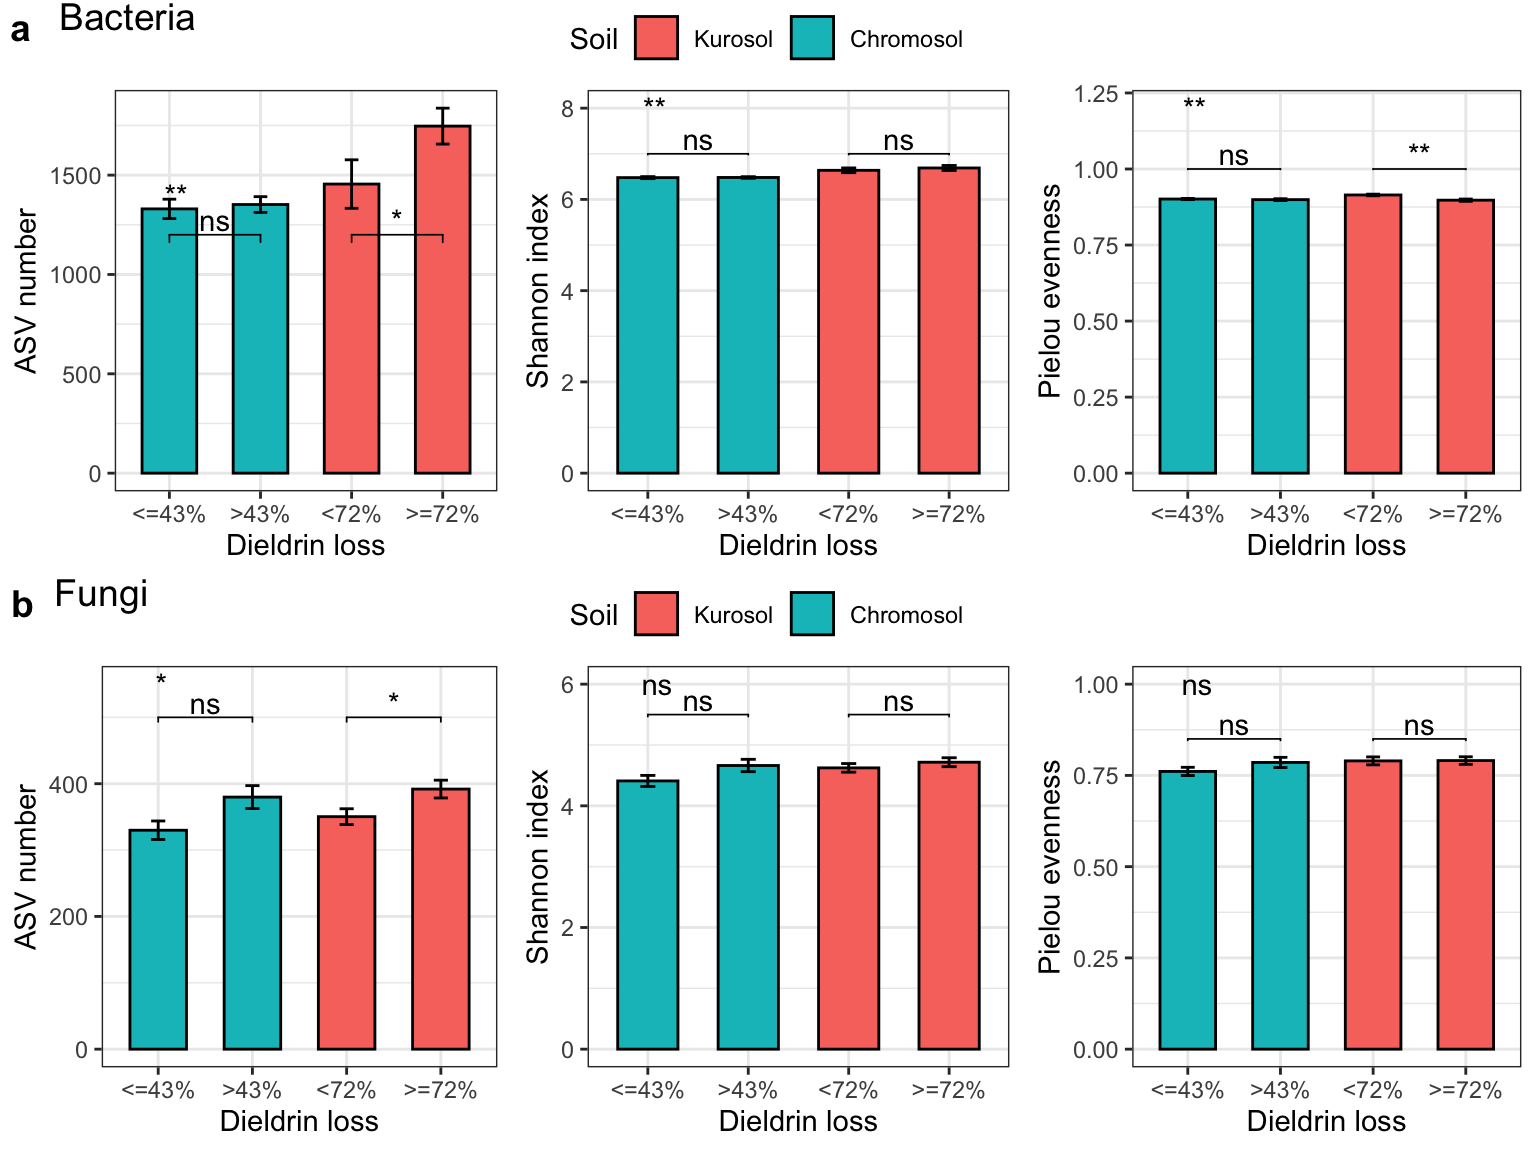 a Bacteria
Soil Kurosol Chromosol
ASV number
1500
1000
500
0
**
ns
*
<=43% >43% <72% >=72%
Dieldrin loss
Shannon index
8
6
4
2
0
**
ns
ns
<=43% >43% <72% >=72%
Dieldrin loss
Pielou evenness
1.25
1.00
0.75
0.50
0.25
0.00
**
ns
**
<=43% >43% <72% >=72%
Dieldrin loss
b Fungi
Soil Kurosol Chromosol
ASV number
400
200
0
*
ns
*
<=43% >43% <72% >=72%
Dieldrin loss
Shannon index
6
4
2
0
ns
ns
ns
<=43% >43% <72% >=72%
Dieldrin loss
Pielou evenness
1.00
0.75
0.50
0.25
0.00
ns
ns
ns
<=43% >43% <72% >=72%
Dieldrin loss